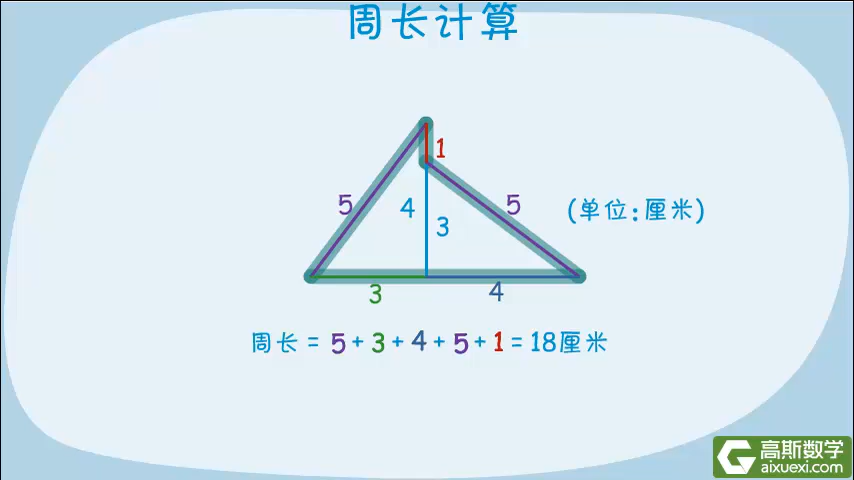 周长计算
1
5
4
5
(单位:厘米)
3
3
4
周长 = 5 + 3 + 4 + 5 + 1 = 18厘米
高斯数学
aixuexi.com